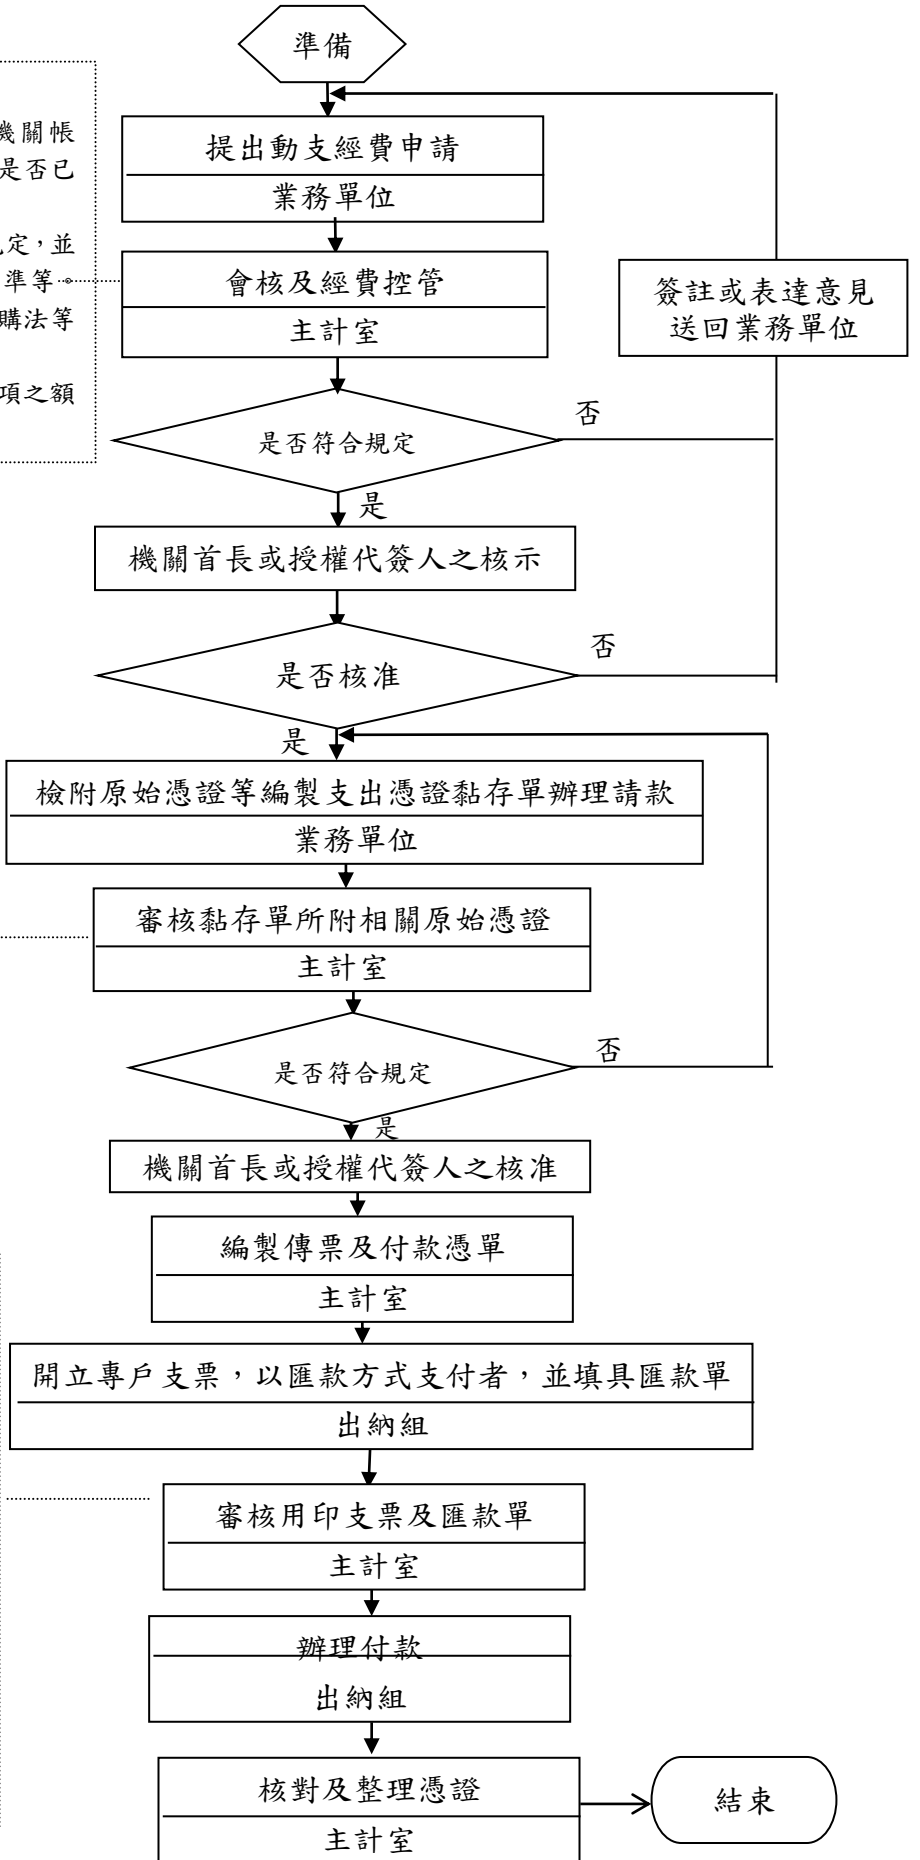 準備
機關帳
是否已
提出動支經費申請
業務單位
定，並
準等。
購法等
項之額
會核及經費控管
主計室
簽註或表達意見
送回業務單位
是否符合規定
否
是
機關首長或授權代簽人之核示
是否核准
否
是
檢附原始憑證等編製支出憑證黏存單辦理請款
業務單位
審核黏存單所附相關原始憑證
主計室
是否符合規定
否
是
機關首長或授權代簽人之核准
編製傳票及付款憑單
主計室
開立專戶支票，以匯款方式支付者，並填具匯款單
出納組
審核用印支票及匯款單
主計室
辦理付款
出納組
核對及整理憑證
主計室
結束